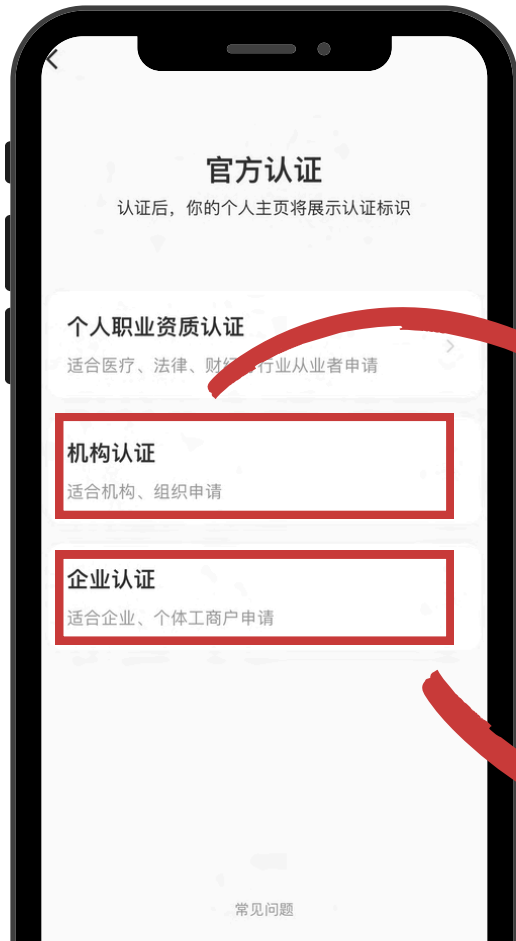 官方认证
认证后，你的个人主页将展示认证标识
个人职业资质认证
适合医疗、法律、财经等行业从业者申请
机构认证
适合机构、组织申请
企业认证
适合企业、个体工商户申请
常见问题